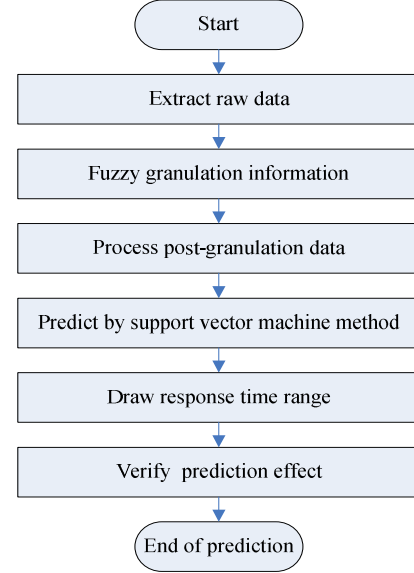 Start
Extract raw data
Fuzzy granulation information
Process post-granulation data
Predict by support vector machine method
Draw response time range
Verify prediction effect
End of prediction